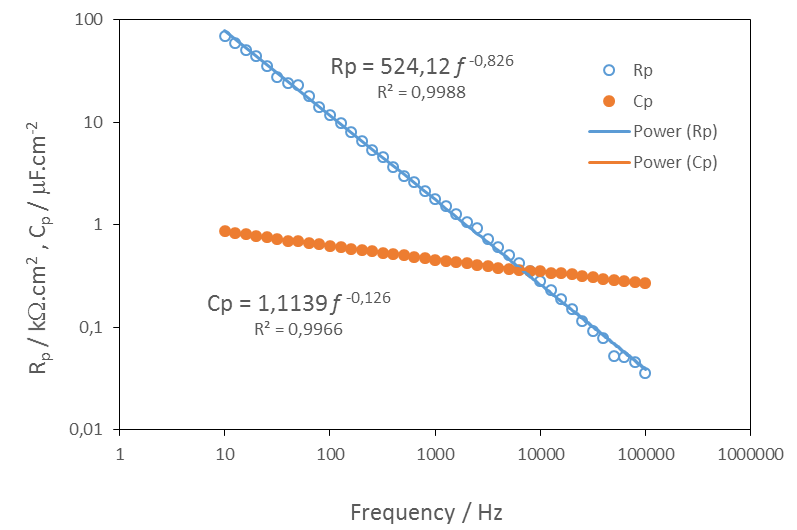 100
10
1
0,1
0,01
1
10
100
1000
10000
100000
1000000
Rp / kΩ.cm² , Cp / µF.cm⁻²
Frequency / Hz
Rp = 524,12 f ⁻⁰,⁸²⁶
R² = 0,9988
Cp = 1,1139 f ⁻⁰,¹²⁶
R² = 0,9966
Rp
Cp
Power (Rp)
Power (Cp)